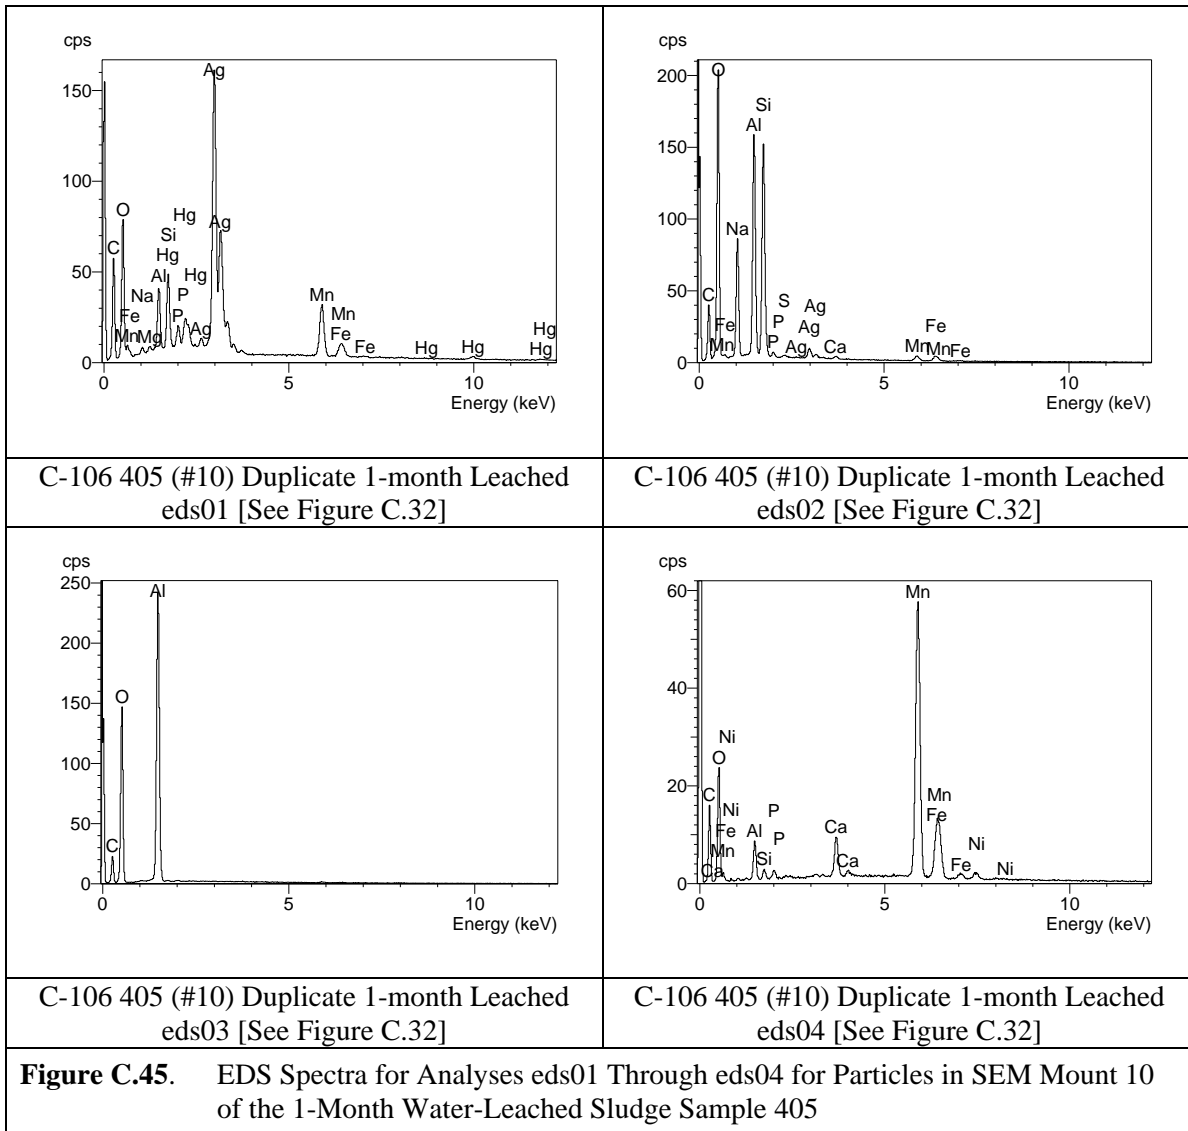 cps
Ag
150
100
O
Hg
Ag
C
Si
Hg
Hg
50
Al
Na
P
Mn
Fe
P
Mn
Mn
Mg
Ag
Fe
Fe
Hg
Hg
Hg
Hg
0
0
5
10
Energy (keV)
cps
O
200
Si
Al
150
100
Na
50
C
S
Ag
Fe
P
Ag
Fe
Mn
P
Ag
Ca
Mn
Mn
Fe
0
0
5
10
Energy (keV)
C-106 405 (#10) Duplicate 1-month Leached
eds01 [See Figure C.32]
C-106 405 (#10) Duplicate 1-month Leached
eds02 [See Figure C.32]
cps
250
Al
200
150
O
100
50
C
0
0
5
10
Energy (keV)
cps
60
Mn
40
Ni
O
20
C
Ni
P
Mn
Fe
Al
P
Ca
Fe
Mn
Ni
Ca
Si
Ca
Fe
Ni
0
0
5
10
Energy (keV)
C-106 405 (#10) Duplicate 1-month Leached
eds03 [See Figure C.32]
C-106 405 (#10) Duplicate 1-month Leached
eds04 [See Figure C.32]
Figure C.45. EDS Spectra for Analyses eds01 Through eds04 for Particles in SEM Mount 10
of the 1-Month Water-Leached Sludge Sample 405